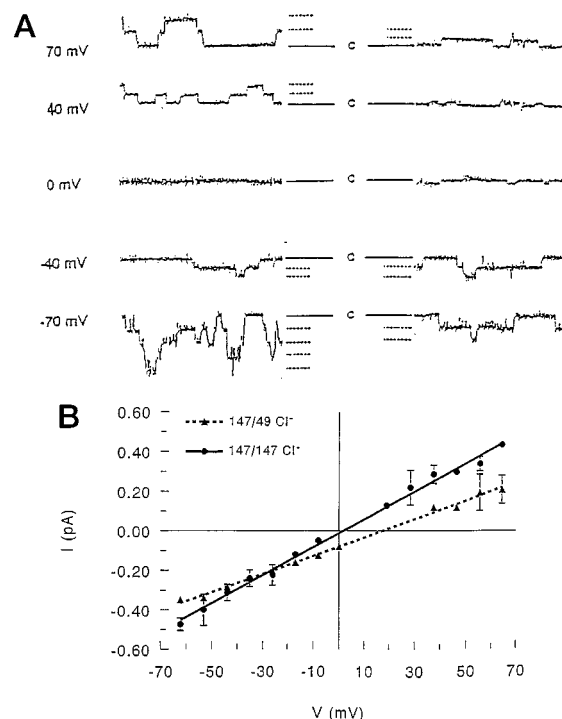 A
70 mV
C
40 mV
C
0 mV
C
-40 mV
C
-70 mV
C
B
0.60
0.40
0.20
0.00
-0.20
-0.40
-0.60
I (pA)
147/49 Cl⁻
147/147 Cl⁻
-70 -50 -30 -10 10 30 50 70
V (mV)